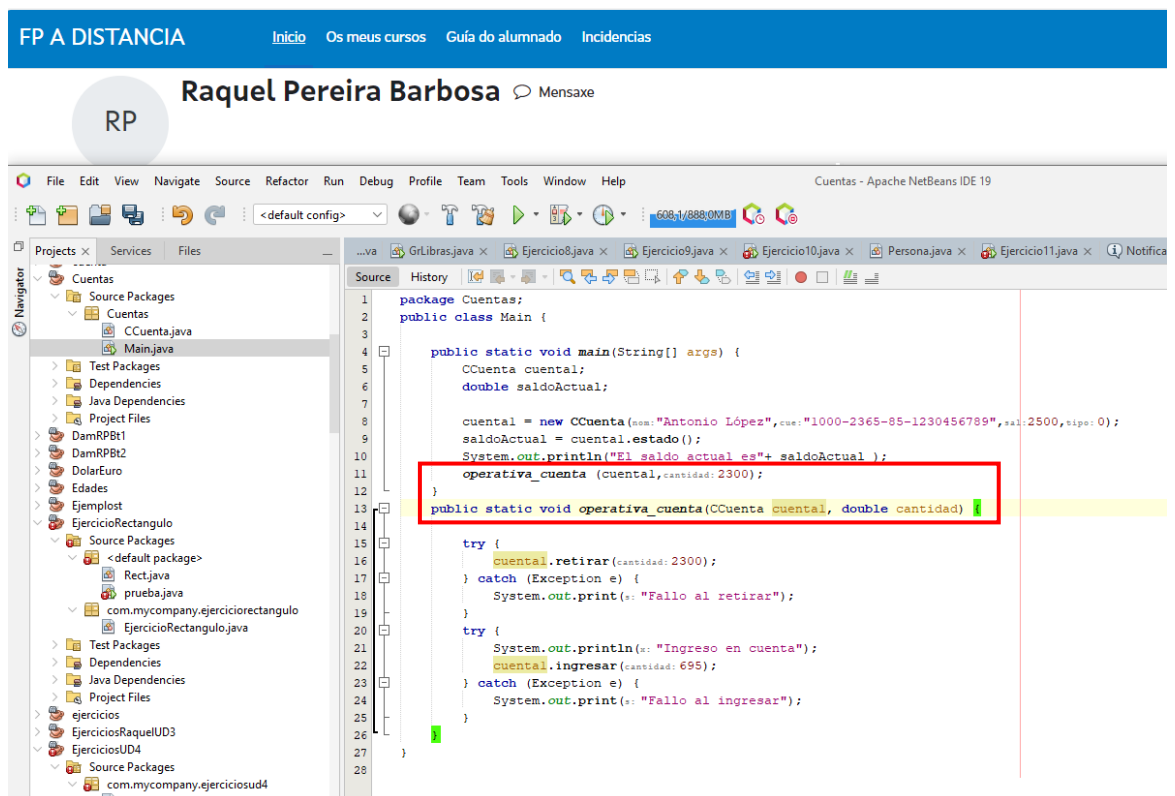 FP A DISTANCIA Inicio Os meus cursos Guía do alumnado Incidencias
RP
Raquel Pereira Barbosa Mensaxe
File Edit View Navigate Source Refactor Run Debug Profile Team Tools Window Help Cuentas - Apache NetBeans IDE 19
<default config> 608,1/888,0MB
Projects × Services Files
...va GrLibras.java × Ejercicio8.java × Ejercicio9.java × Ejercicio10.java × Persona.java × Ejercicio11.java × Notifica
Source History
Navigator
Cuentas
Source Packages
Cuentas
CCuenta.java
Main.java
Test Packages
Dependencies
Java Dependencies
Project Files
DamRPBt1
DamRPBt2
DolarEuro
Edades
Ejemplost
EjercicioRectangulo
Source Packages
<default package>
Rect.java
prueba.java
com.mycompany.ejerciciorectangulo
EjercicioRectangulo.java
Test Packages
Dependencies
Java Dependencies
Project Files
ejercicios
EjerciciosRaquelUD3
EjerciciosUD4
Source Packages
com.mycompany.ejerciciosud4
1 package Cuentas;
2 public class Main {
3
4 public static void main(String[] args) {
5 CCuenta cuental;
6 double saldoActual;
7
8 cuental = new CCuenta(nom:"Antonio López",cue:"1000-2365-85-1230456789",sal:2500,tipo:0);
9 saldoActual = cuental.estado();
10 System.out.println("El saldo actual es"+ saldoActual );
11 operativa_cuenta (cuental,cantidad:2300);
12 }
13 public static void operativa_cuenta(CCuenta cuental, double cantidad) {
14
15 try {
16 cuental.retirar(cantidad:2300);
17 } catch (Exception e) {
18 System.out.print(s:"Fallo al retirar");
19 }
20 try {
21 System.out.println(x:"Ingreso en cuenta");
22 cuental.ingresar(cantidad:695);
23 } catch (Exception e) {
24 System.out.print(s:"Fallo al ingresar");
25 }
26 }
27 }
28